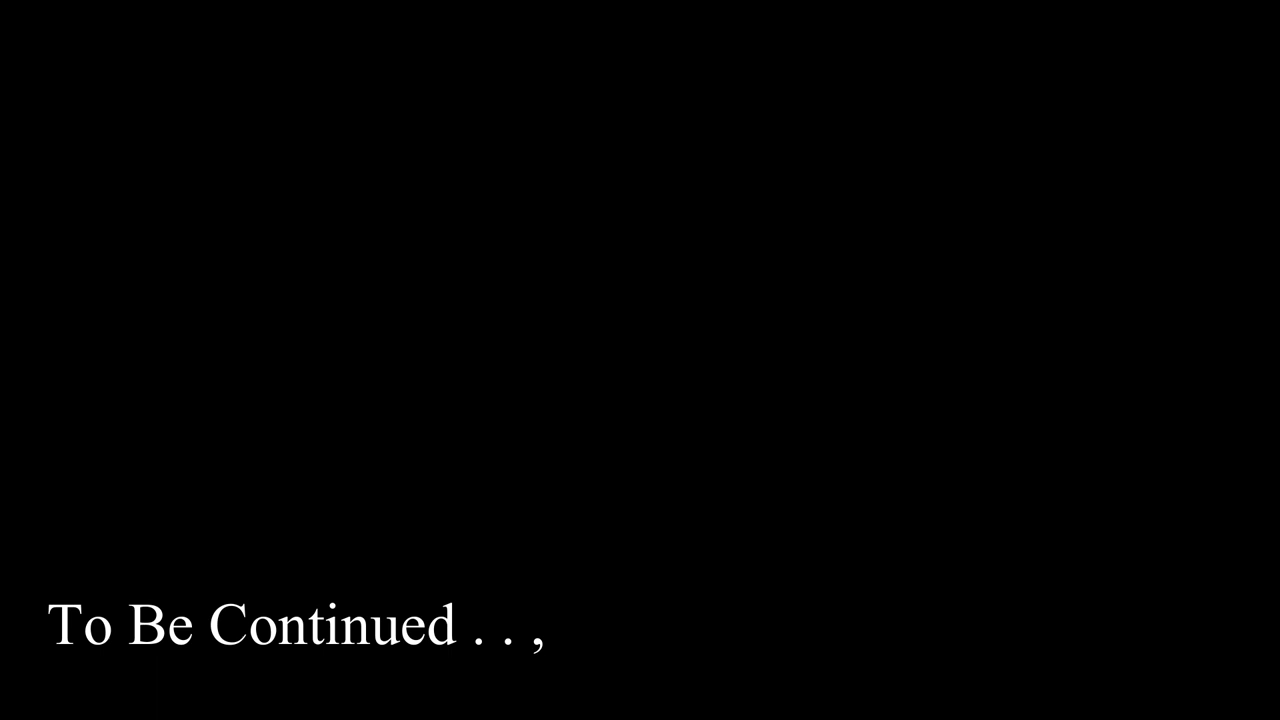 To Be Continued . . ,